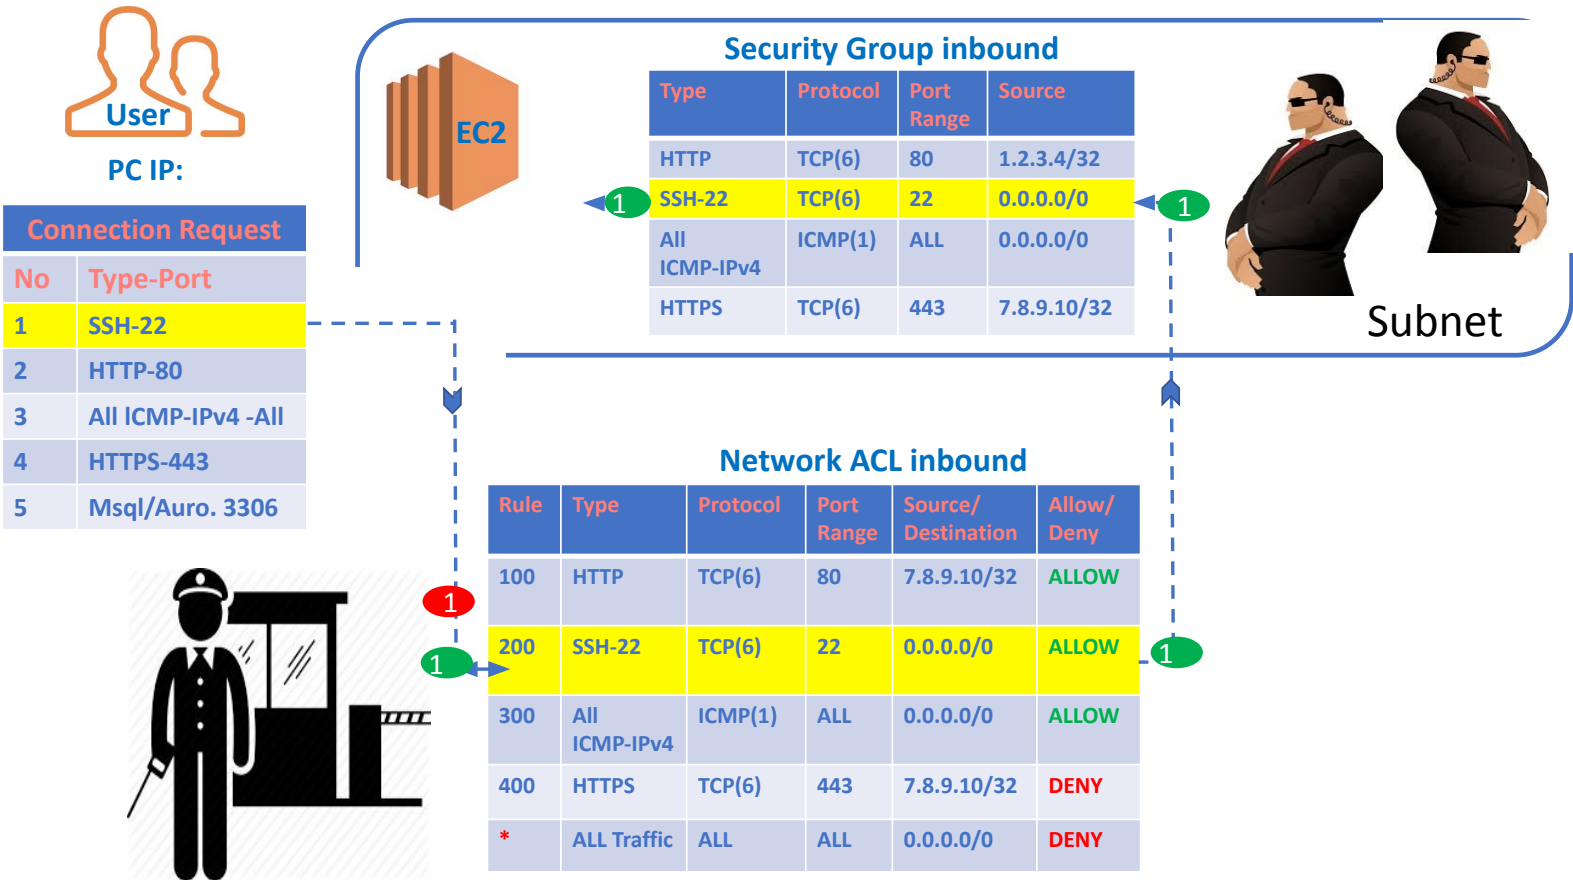 User
PC IP:
Connection Request
No Type-Port
1 SSH-22
2 HTTP-80
3 All lCMP-IPv4 -All
4 HTTPS-443
5 Msql/Auro. 3306
EC2
Security Group inbound
Type Protocol Port Source
Range
HTTP TCP(6) 80 1.2.3.4/32
1 SSH-22 TCP(6) 22 0.0.0.0/0 1
All ICMP(1) ALL 0.0.0.0/0
ICMP-IPv4
HTTPS TCP(6) 443 7.8.9.10/32
Subnet
Network ACL inbound
Rule Type Protocol Port Source/ Allow/
Range Destination Deny
100 HTTP TCP(6) 80 7.8.9.10/32 ALLOW
1
200 SSH-22 TCP(6) 22 0.0.0.0/0 ALLOW
1 1
300 All ICMP(1) ALL 0.0.0.0/0 ALLOW
ICMP-IPv4
400 HTTPS TCP(6) 443 7.8.9.10/32 DENY
* ALL Traffic ALL ALL 0.0.0.0/0 DENY